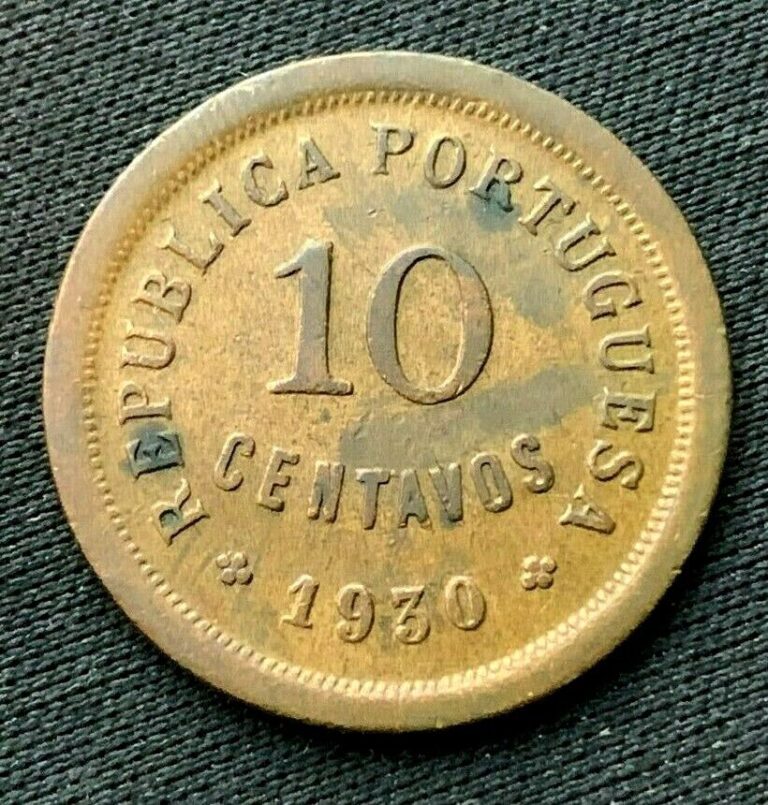 REPUBLICA PORTUGUESA
10
CENTAVOS
1930